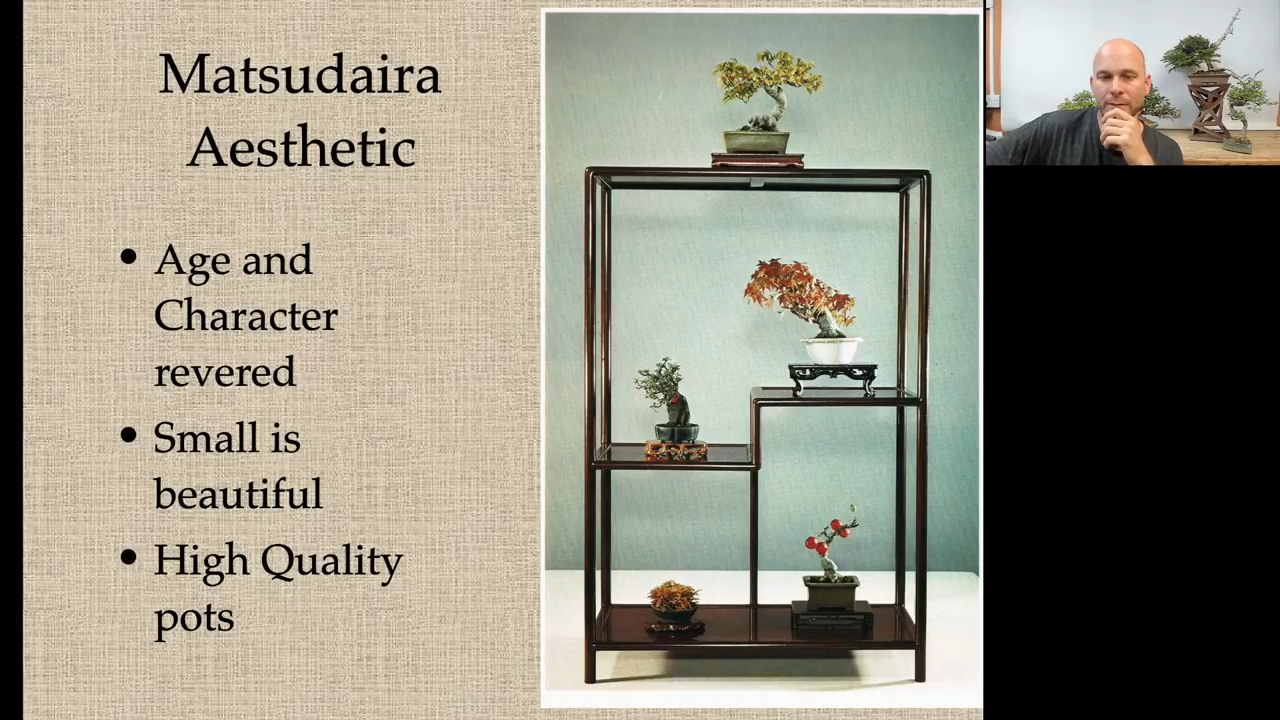 Matsudaira
Aesthetic
• Age and
Character
revered
• Small is
beautiful
• High Quality
pots